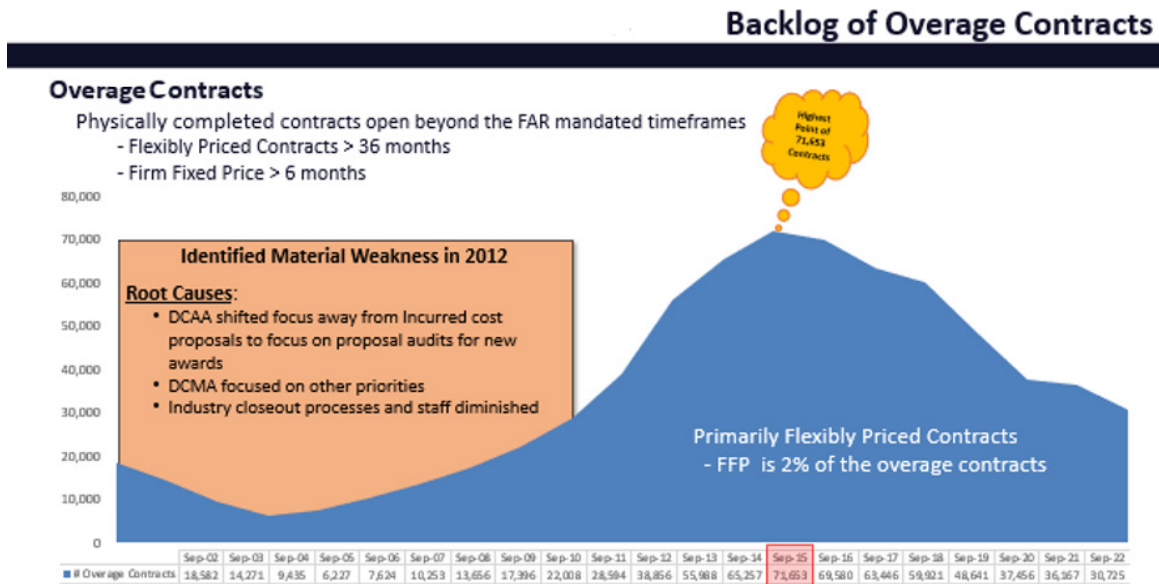 Backlog of Overage Contracts
Overage Contracts
Physically completed contracts open beyond the FAR mandated timeframes
- Flexibly Priced Contracts > 36 months
- Firm Fixed Price > 6 months
Highest
Point of
71,653
Contracts
80,000
70,000
60,000
50,000
40,000
30,000
20,000
10,000
0
Identified Material Weakness in 2012
Root Causes:
• DCAA shifted focus away from Incurred cost
proposals to focus on proposal audits for new
awards
• DCMA focused on other priorities
• Industry closeout processes and staff diminished
Primarily Flexibly Priced Contracts
- FFP is 2% of the overage contracts
Sep-02 Sep-03 Sep-04 Sep-05 Sep-06 Sep-07 Sep-08 Sep-09 Sep-10 Sep-11 Sep-12 Sep-13 Sep-14 Sep-15 Sep-16 Sep-17 Sep-18 Sep-19 Sep-20 Sep-21 Sep-22
# Overage Contracts 18,582 14,271 9,435 6,227 7,624 10,253 13,656 17,396 22,008 28,594 38,856 55,988 65,257 71,653 69,580 63,446 59,921 48,641 37,456 36,167 30,725